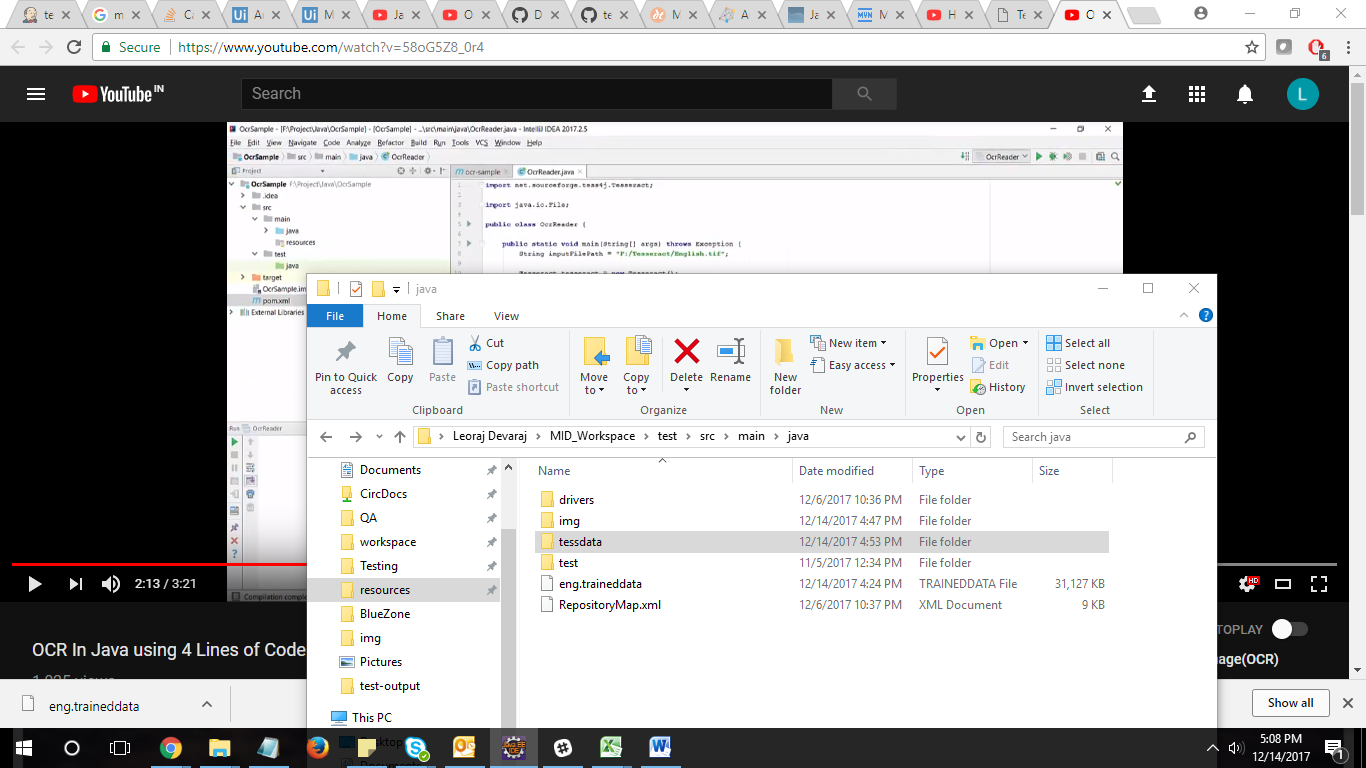 te
m
Ca
A
M
Ja
O
D
te
M
A
Ja
M
H
Te
O
Secure
https://www.youtube.com/watch?v=58oG5Z8_0r4
6
YouTube IN
Search
L
OcrSample - [F:\Project\Java\OcrSample] - [OcrSample] - ...\src\main\java\OcrReader.java - IntelliJ IDEA 2017.2.5
File Edit View Navigate Code Analyze Refactor Build Run Tools VCS Window Help
OcrSample src main java OcrReader
OcrReader
Project
OcrSample F:\Project\Java\OcrSample
.idea
src
main
java
resources
test
java
target
OcrSample.im
pom.xml
External Libraries
ocr-sample
OcrReader.java
import net.sourceforge.tess4j.Tesseract;
import java.io.File;
public class OcrReader {
public static void main(String[] args) throws Exception {
String inputFilePath = "F:/Tesseract/English.tif";
Run OcrReader
Compilation comple
java
File Home Share View
Pin to Quick access
Copy
Paste
Cut
Copy path
Paste shortcut
Clipboard
Move to
Copy to
Delete
Rename
Organize
New folder
New item
Easy access
New
Properties
Open
Edit
History
Open
Select all
Select none
Invert selection
Select
Leoraj Devaraj MID_Workspace test src main java
Search java
Documents
CircDocs
QA
workspace
Testing
resources
BlueZone
img
Pictures
test-output
This PC
Desktop
Name Date modified Type Size
drivers 12/6/2017 10:36 PM File folder
img 12/14/2017 4:47 PM File folder
tessdata 12/14/2017 4:53 PM File folder
test 11/5/2017 12:34 PM File folder
eng.traineddata 12/14/2017 4:24 PM TRAINEDDATA File 31,127 KB
RepositoryMap.xml 12/6/2017 10:37 PM XML Document 9 KB
2:13 / 3:21
HD
OCR In Java using 4 Lines of Code
TOPLAY
age(OCR)
eng.traineddata
Show all
5:08 PM
12/14/2017
1